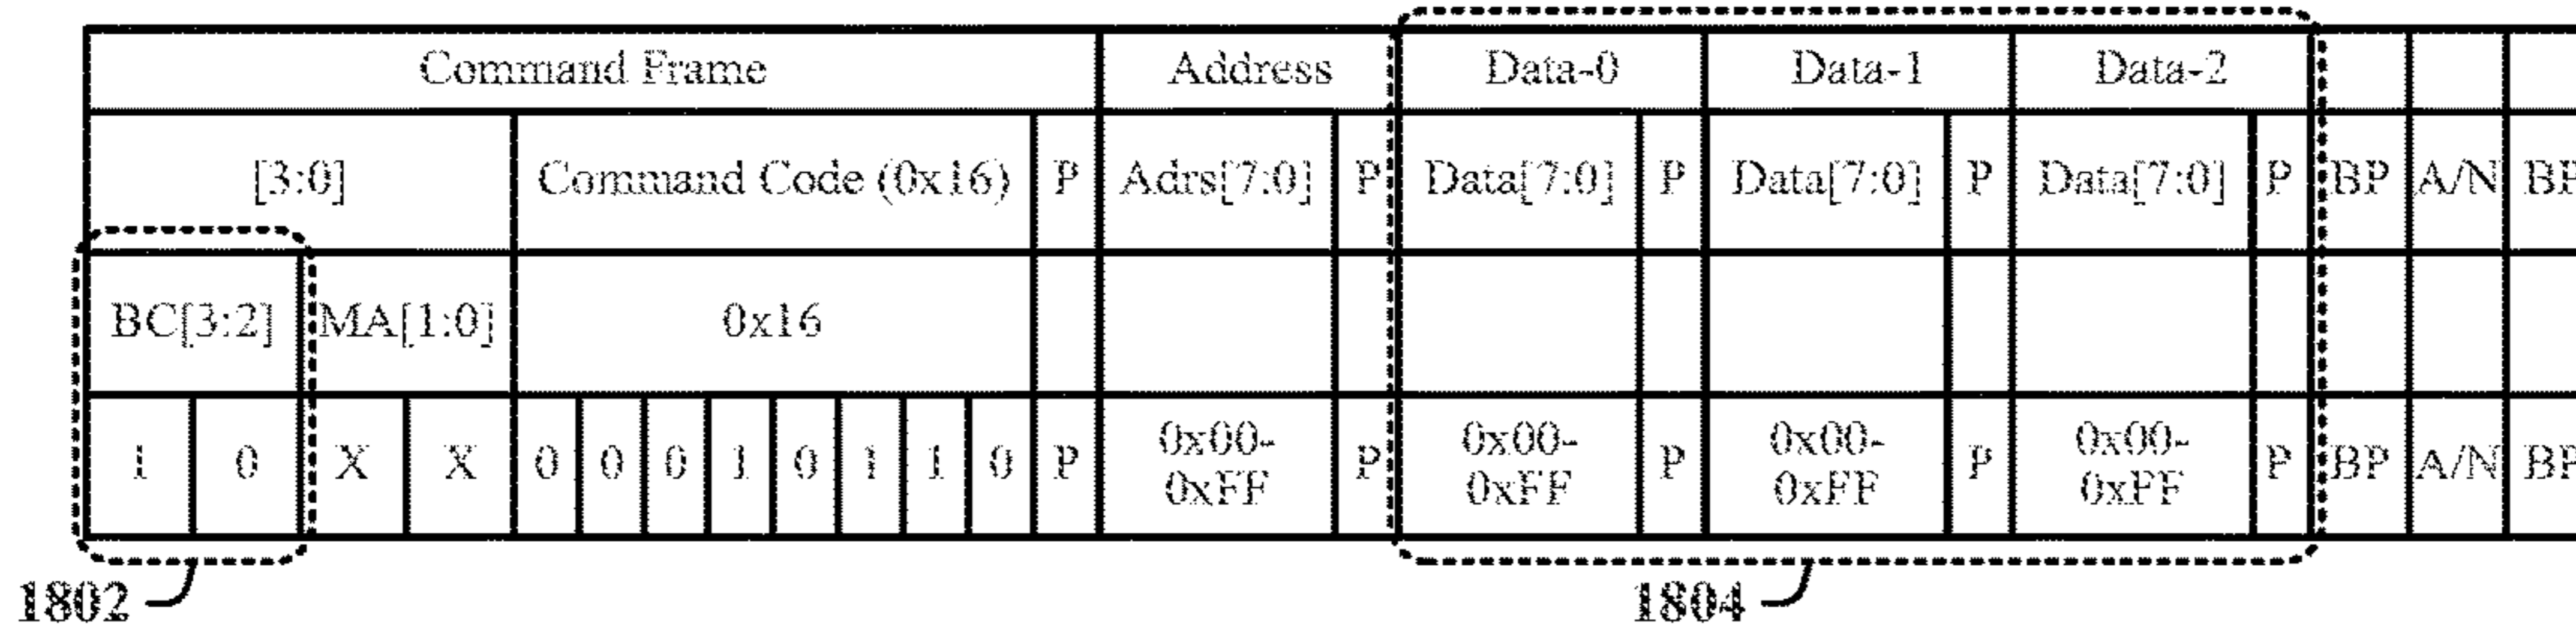 Command Frame Address Data-0 Data-1 Data-2
[3:0] Command Code (0x16) P Adrs[7:0] P Data[7:0] P Data[7:0] P Data[7:0] P BP A/N BP
BC[3:2] MA[1:0] 0x16
1 0 X X 0 0 0 1 0 1 1 0 P 0x00-0xFF P 0x00-0xFF P 0x00-0xFF P 0x00-0xFF P BP A/N BP
1802 1804